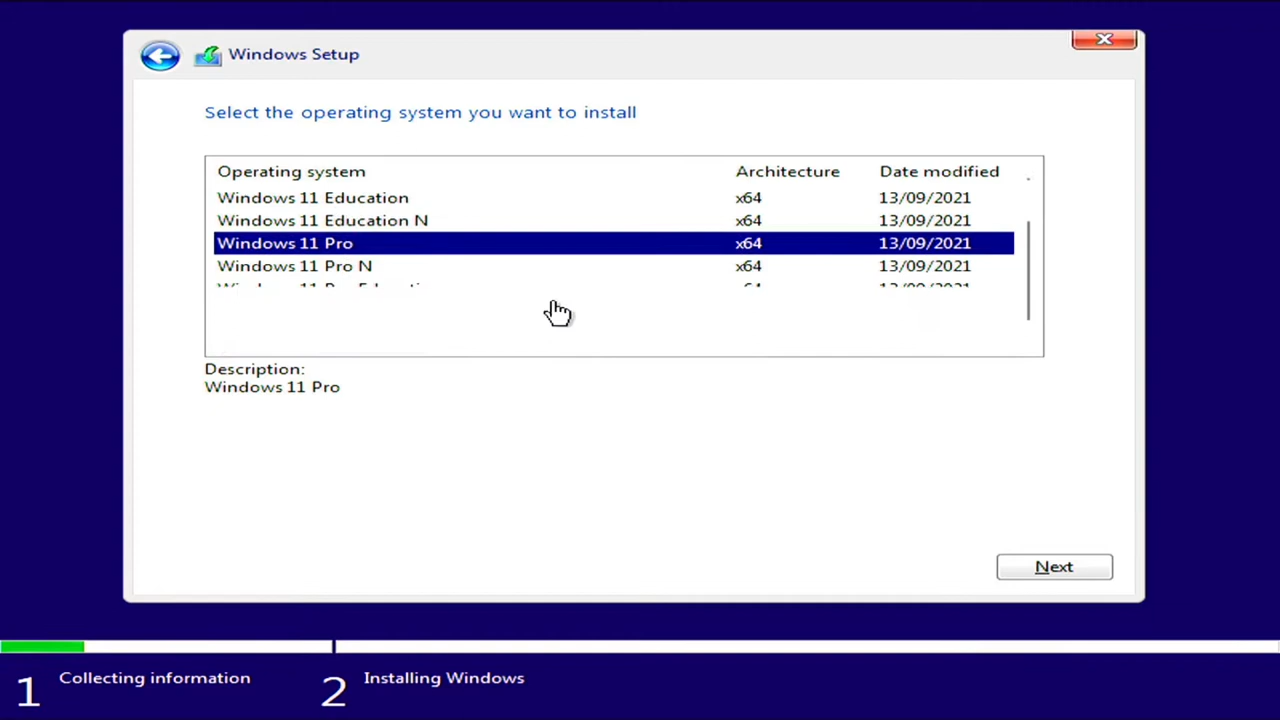 Windows Setup
Select the operating system you want to install
Operating system Architecture Date modified
Windows 11 Education x64 13/09/2021
Windows 11 Education N x64 13/09/2021
Windows 11 Pro x64 13/09/2021
Windows 11 Pro N x64 13/09/2021
Description:
Windows 11 Pro
Next
1 Collecting information 2 Installing Windows